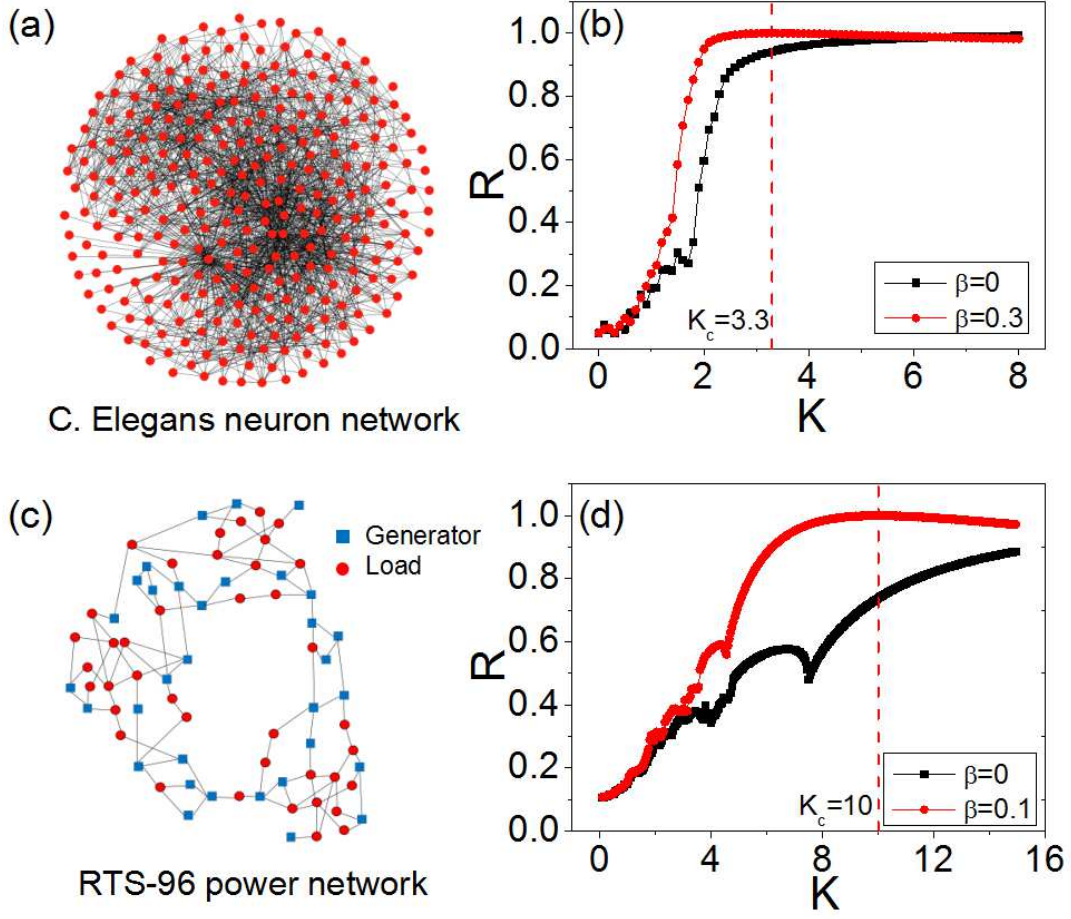 (a)
C. Elegans neuron network
(b)
R
1.0
0.8
0.6
0.4
0.2
0.0
K_c=3.3
β=0
β=0.3
0 2 4 6 8
K
(c)
Generator
Load
RTS-96 power network
(d)
R
1.0
0.8
0.6
0.4
0.2
0.0
K_c=10
β=0
β=0.1
0 4 8 12 16
K